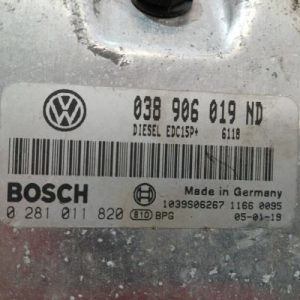 038 906 019 ND
DIESEL EDC15P+ 6118
BOSCH
Made in Germany
1039S06267 1166 0095
0 281 011 820 810 BPG 05-01-19